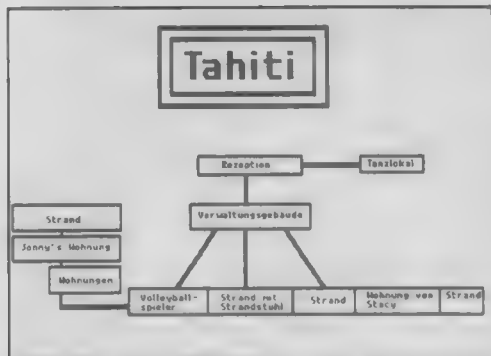 Tahiti
Rezeption
Tanzlokal
Verwaltungsgebäude
Strand
Sonny's Wohnung
Wohnungen
Volleyball-
spieler
Strand mit
Strandstuhl
Strand
Wohnung von
Stacy
Strand